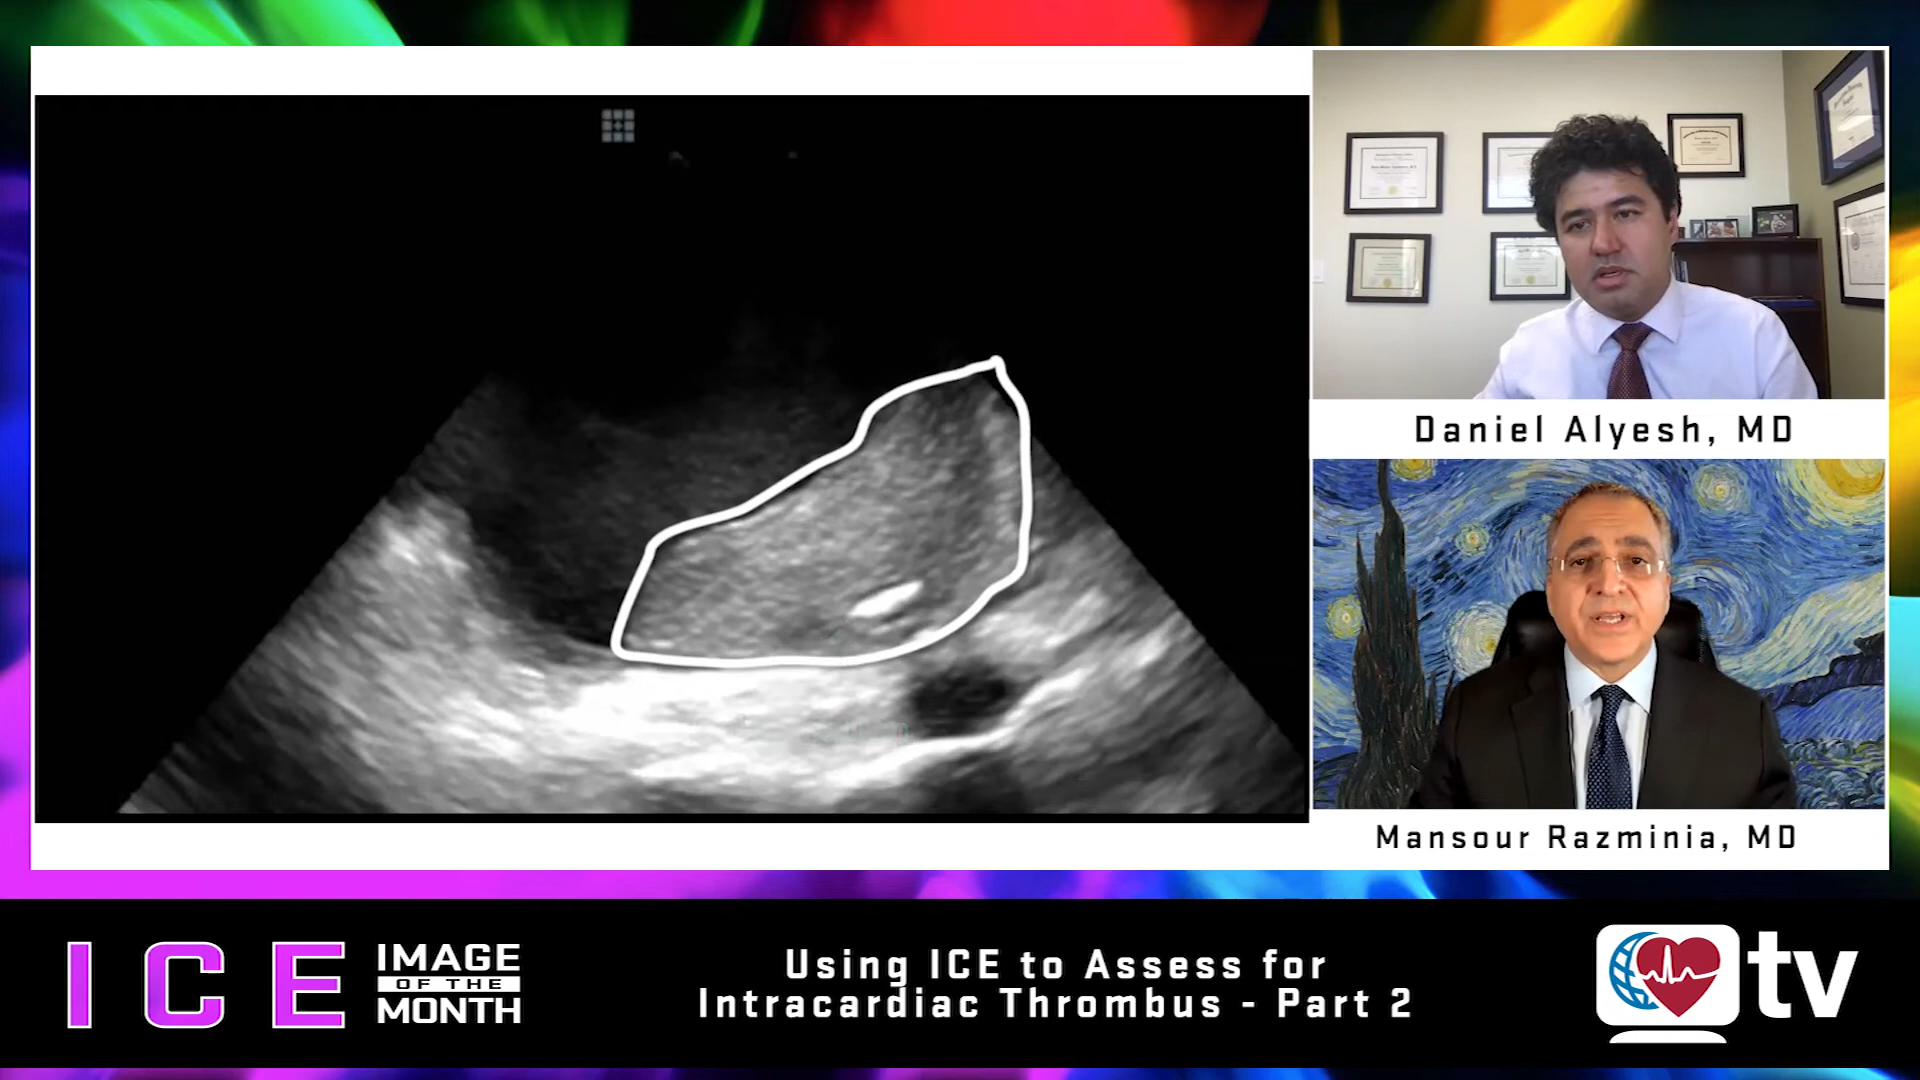 Daniel Alyesh, MD
Mansour Razminia, MD
ICE
IMAGE
OF THE
MONTH
Using ICE to Assess for
Intracardiac Thrombus - Part 2
tv